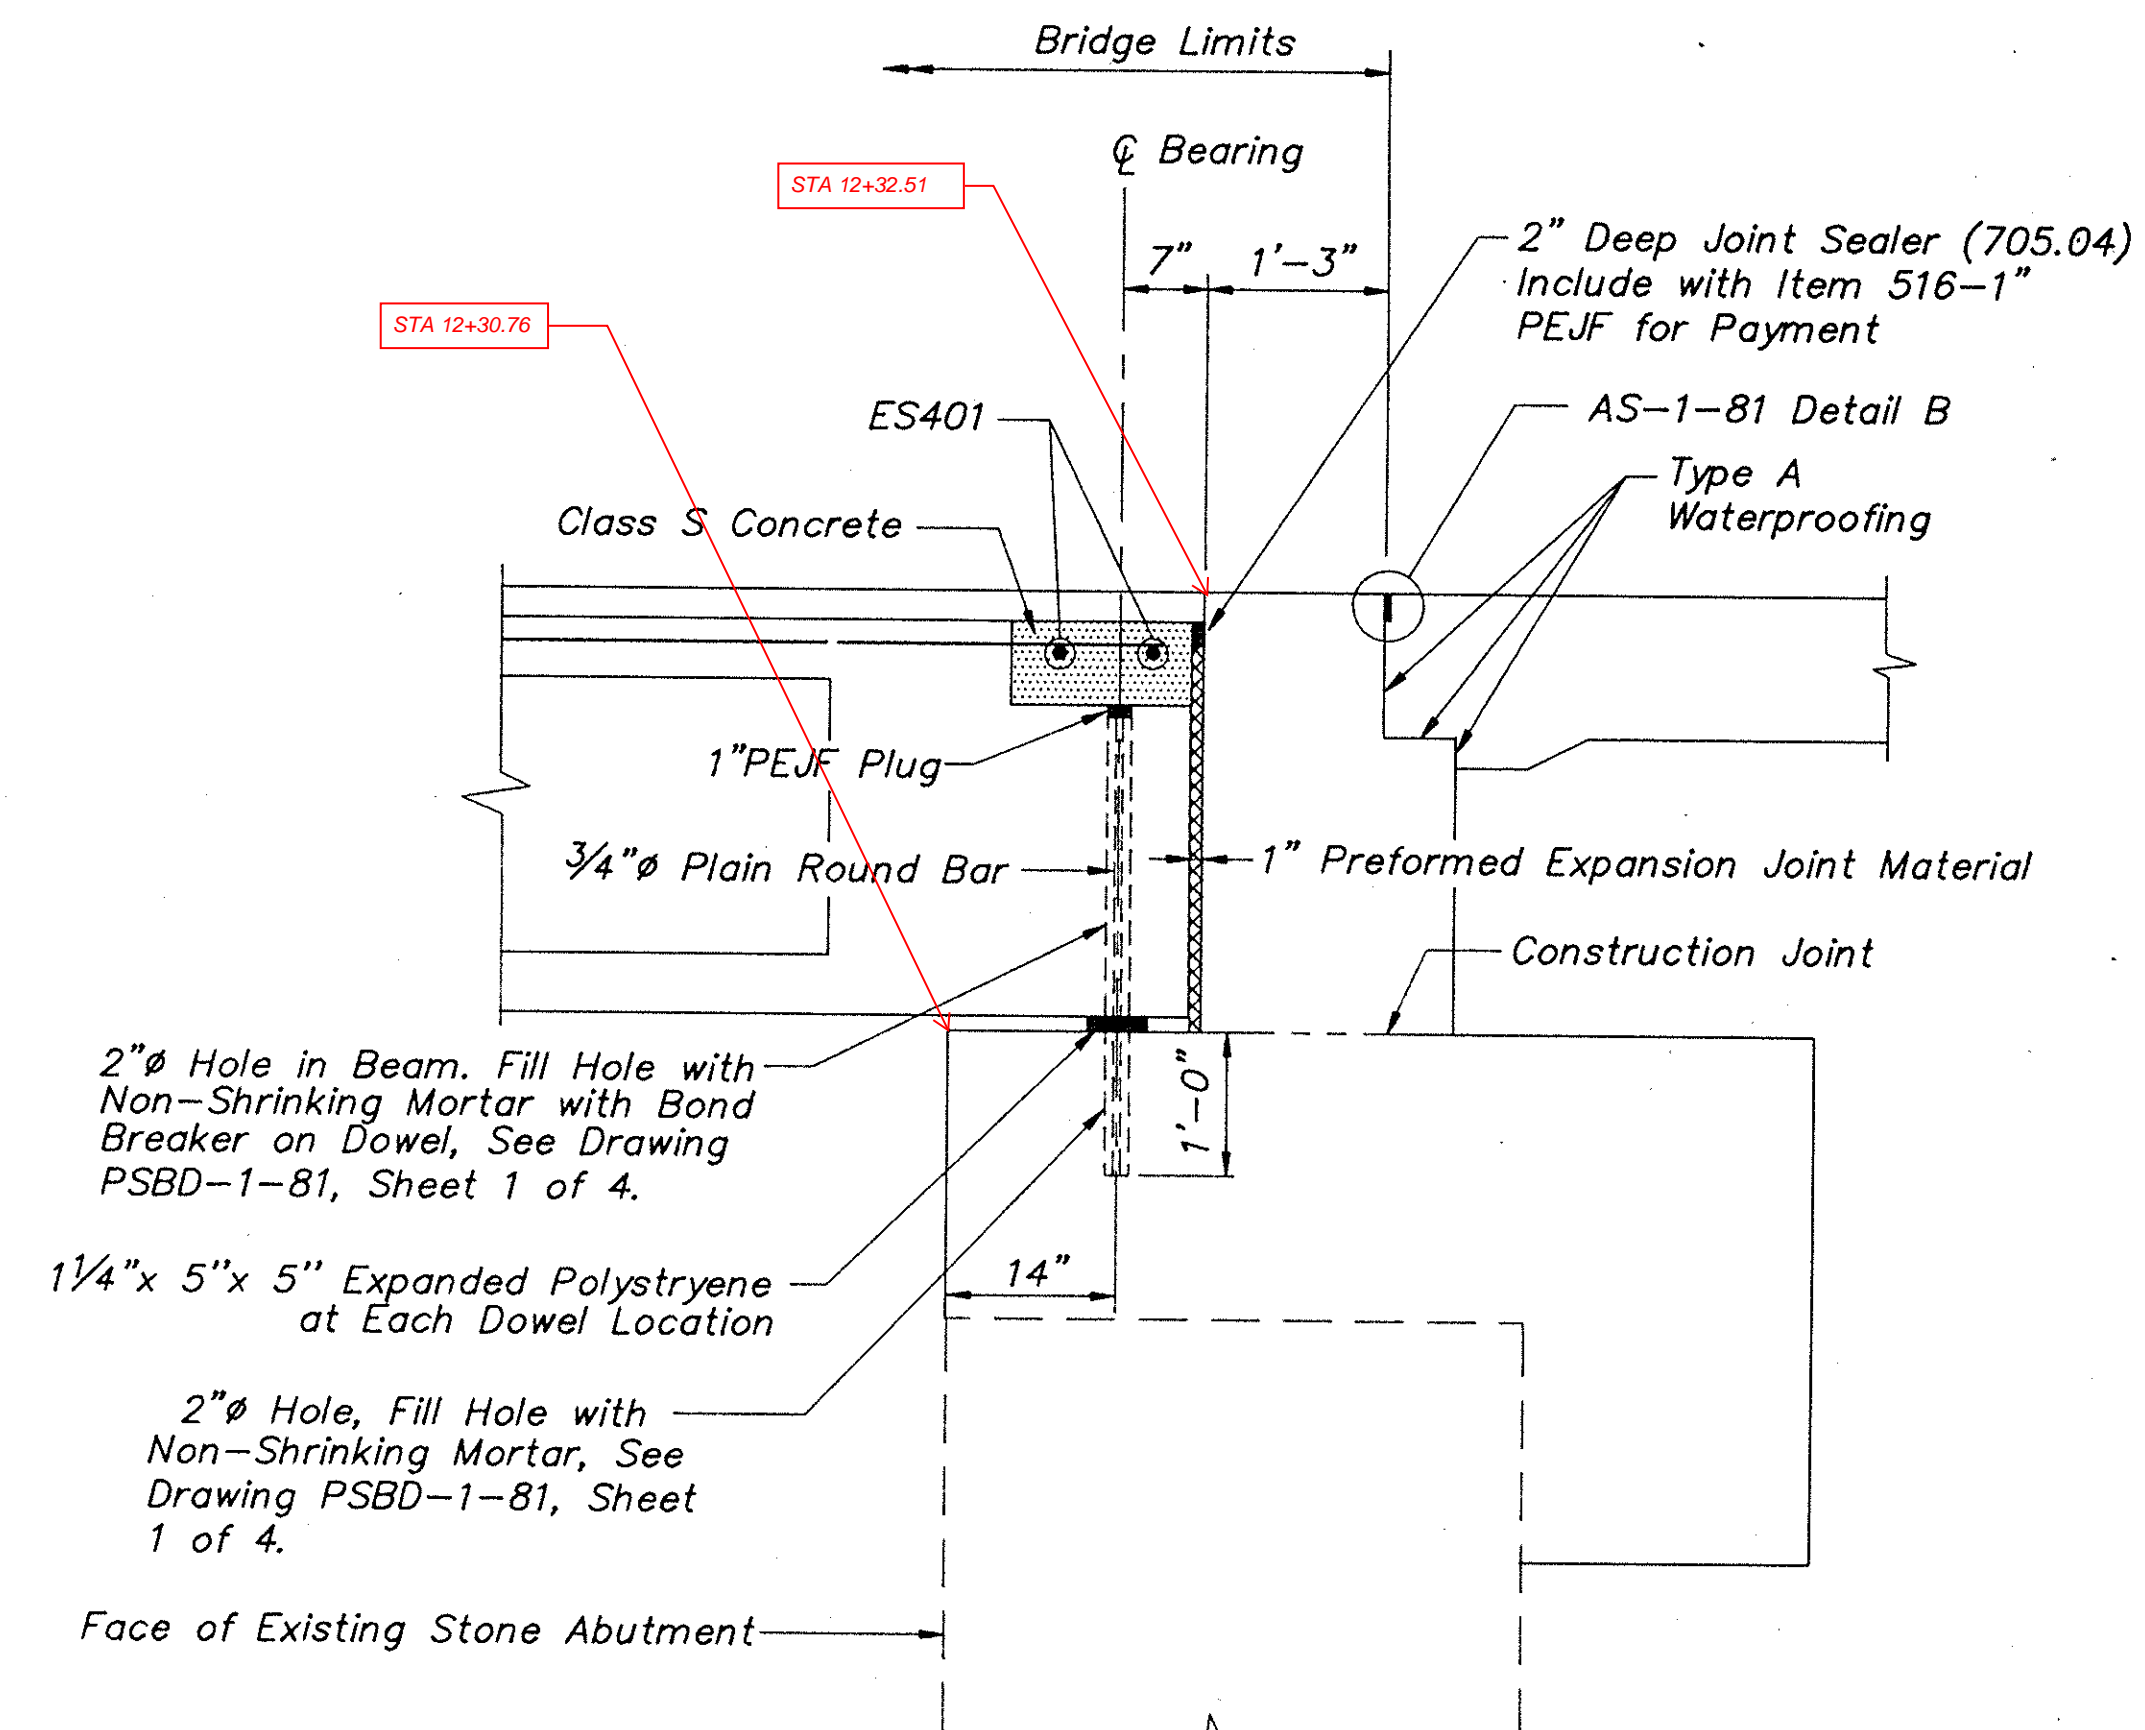 Bridge Limits
℄ Bearing
STA 12+32.51
7" 1'-3"
2" Deep Joint Sealer (705.04)
Include with Item 516-1"
PEJF for Payment
STA 12+30.76
ES401
AS-1-81 Detail B
Type A
Waterproofing
Class S Concrete
1"PEJF Plug
3/4"ø Plain Round Bar
1" Preformed Expansion Joint Material
Construction Joint
2"ø Hole in Beam. Fill Hole with
Non-Shrinking Mortar with Bond
Breaker on Dowel, See Drawing
PSBD-1-81, Sheet 1 of 4.
1'-0"
14"
1 1/4"x 5"x 5" Expanded Polystryene
at Each Dowel Location
2"ø Hole, Fill Hole with
Non-Shrinking Mortar, See
Drawing PSBD-1-81, Sheet
1 of 4.
Face of Existing Stone Abutment